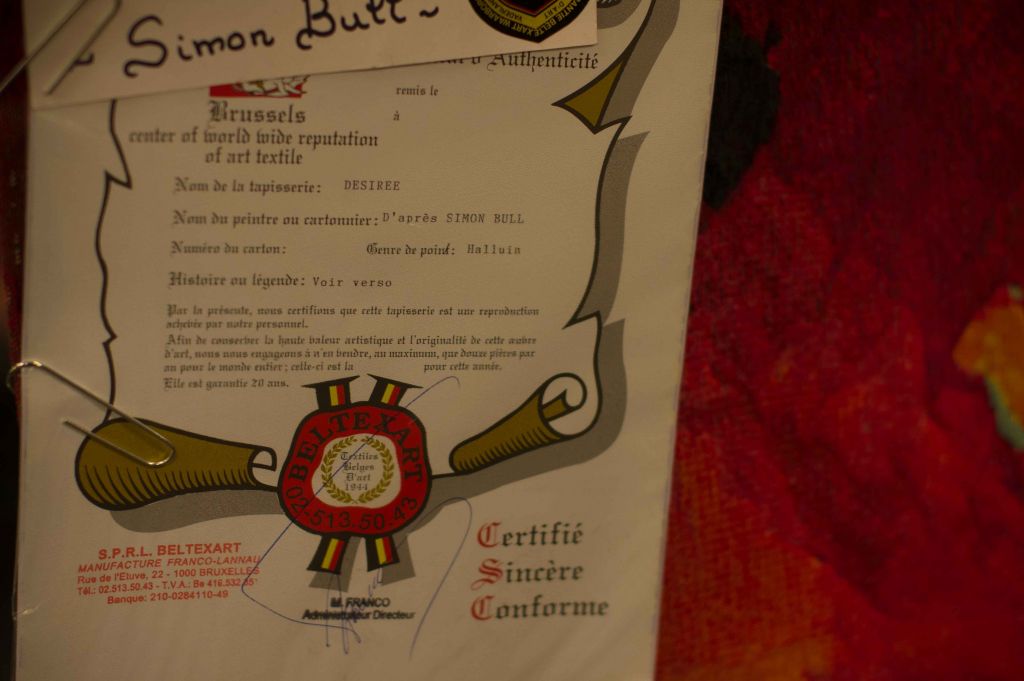 Simon Bull
d'Authenticité
remis le
à
Brussels
center of world wide reputation
of art textile
Nom de la tapisserie: DESIREE
Nom du peintre ou cartonnier: D'après SIMON BULL
Numéro du carton: Genre de point: Halluin
Histoire ou légende: Voir verso
Par la présente, nous certifions que cette tapisserie est une reproduction
achevée par notre personnel.
Afin de conserver la haute valeur artistique et l'originalité de cette œuvre
d'art, nous nous engageons à n'en vendre, au maximum, que douze pièces par
an pour le monde entier; celle-ci est la pour cette année.
Elle est garantie 20 ans.
BELTEXART
Textiles
Belges
D'art
1944
02-513.50.43
S.P.R.L. BELTEXART
MANUFACTURE FRANCO-LANNAU
Rue de l'Etuve, 22 - 1000 BRUXELLES
Tél.: 02.513.50.43 - T.V.A.: Be 416.532.351
Banque: 210-0284110-49
M. FRANCO
Administrateur Directeur
Certifié
Sincère
Conforme